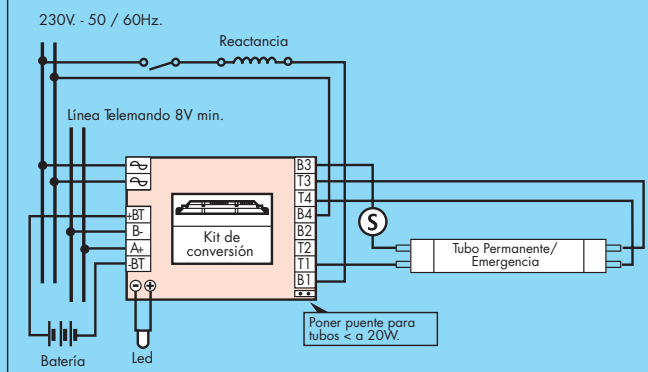 230V. - 50 / 60Hz.
Reactancia
Línea Telemando 8V min.
+BT
B-
A+
-BT
Kit de
conversión
B3
T3
T4
B4
B2
T2
T1
B1
S
Tubo Permanente/
Emergencia
Poner puente para
tubos < a 20W.
Batería
Led